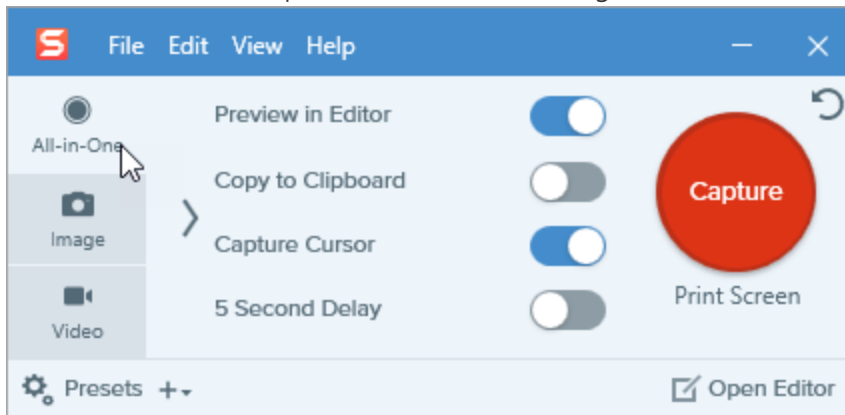 S File Edit View Help
All-in-One
Image
Video
Preview in Editor
Copy to Clipboard
Capture Cursor
5 Second Delay
Capture
Print Screen
Presets
Open Editor